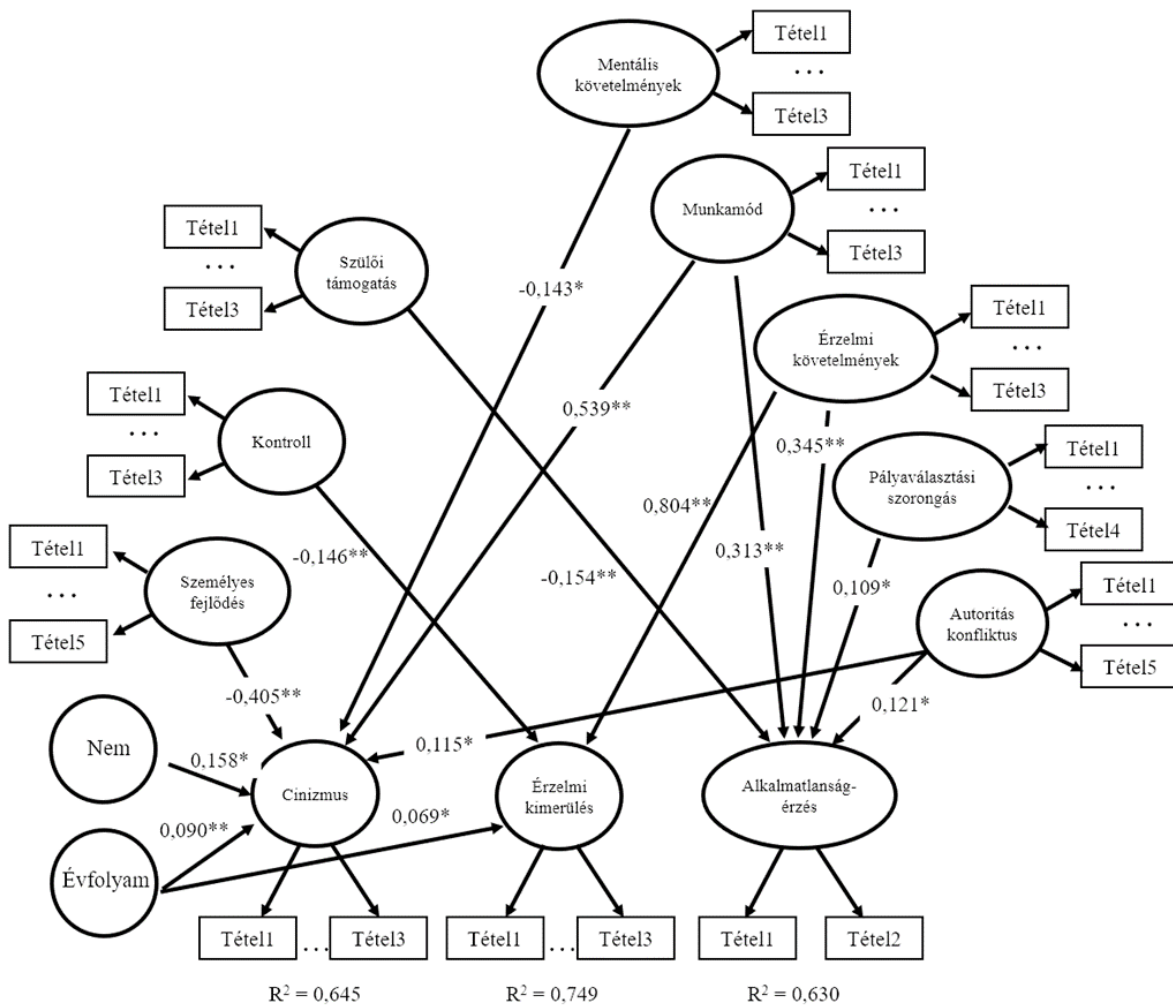 Tétel1
Mentális
követelmények
...
Tétel3
Tétel1
Munkamód
...
Tétel3
Tétel1
...
Tétel3
Szülői
támogatás
-0,143*
Tétel1
Érzelmi
követelmények
...
Tétel3
Tétel1
...
Tétel3
Kontroll
0,539**
0,345**
Tétel1
Pályaválasztási
szorongás
...
Tétel4
0,804**
Tétel1
...
Tétel5
Személyes
fejlődés
-0,146**
-0,154**
0,313**
0,109*
Tétel1
Autoritás
konfliktus
...
Tétel5
-0,405**
0,121*
Nem
0,158*
0,115*
Cinizmus
Érzelmi
kimerülés
Alkalmatlanság-
érzés
0,090**
0,069*
Évfolyam
Tétel1 ... Tétel3
Tétel1 ... Tétel3
Tétel1
Tétel2
R² = 0,645
R² = 0,749
R² = 0,630